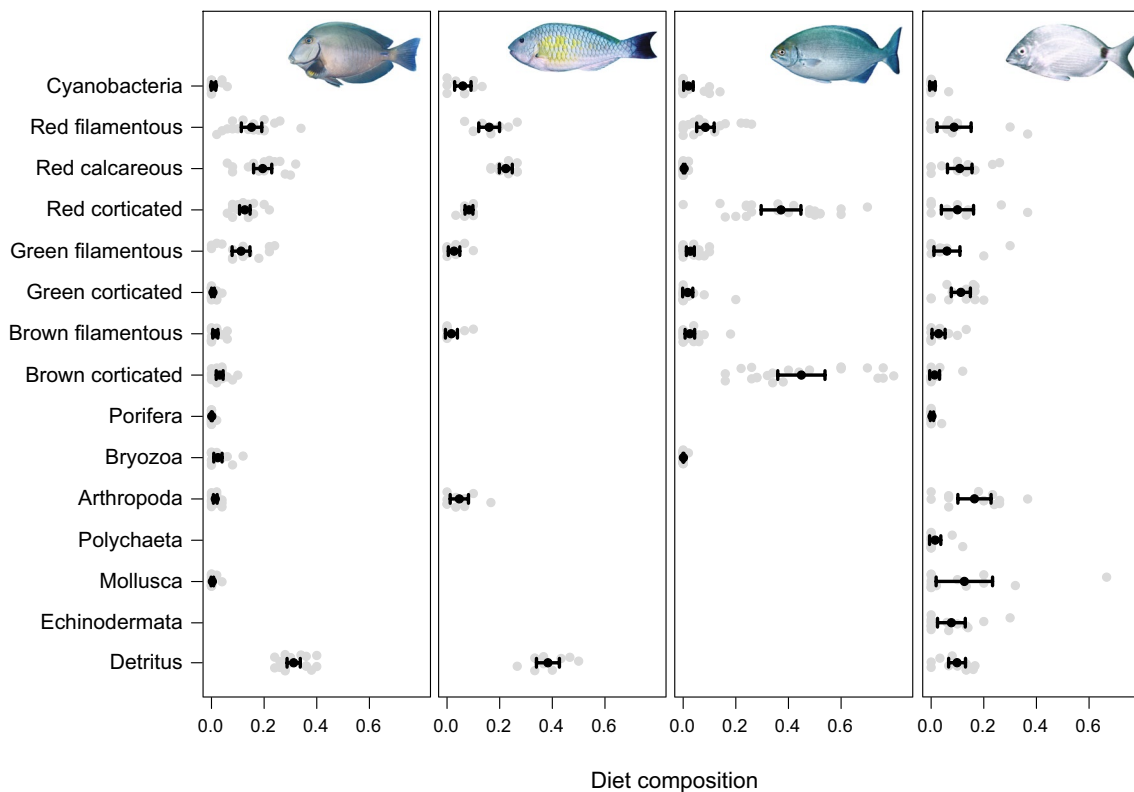 Cyanobacteria
Red filamentous
Red calcareous
Red corticated
Green filamentous
Green corticated
Brown filamentous
Brown corticated
Porifera
Bryozoa
Arthropoda
Polychaeta
Mollusca
Echinodermata
Detritus
0.0 0.2 0.4 0.6 0.0 0.2 0.4 0.6 0.0 0.2 0.4 0.6 0.0 0.2 0.4 0.6
Diet composition